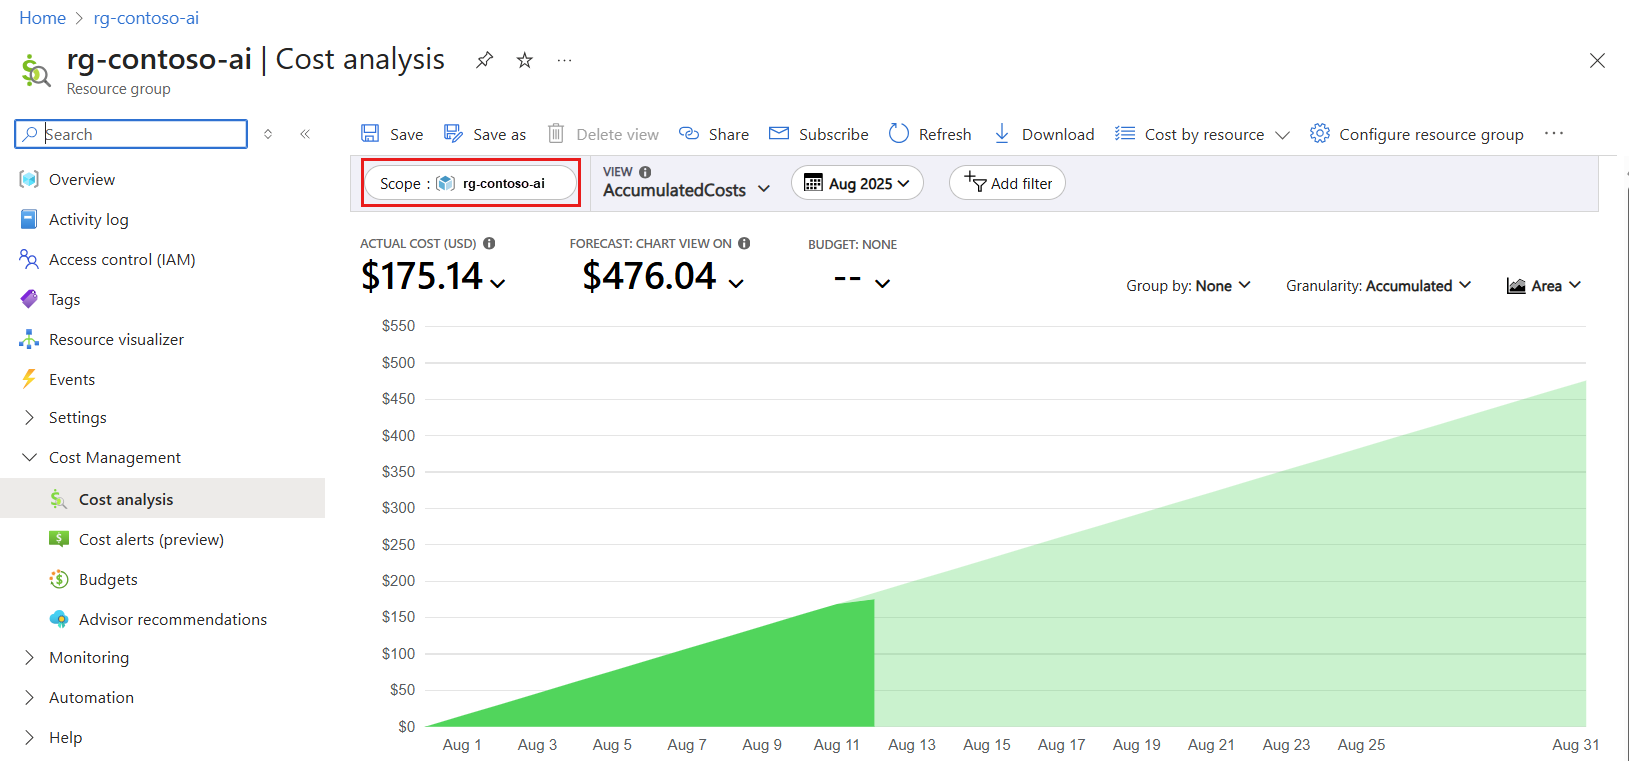 Home > rg-contoso-ai
rg-contoso-ai | Cost analysis
Resource group
Search
Save
Save as
Delete view
Share
Subscribe
Refresh
Download
Cost by resource
Configure resource group
Overview
Activity log
Access control (IAM)
Tags
Resource visualizer
Events
Settings
Cost Management
Cost analysis
Cost alerts (preview)
Budgets
Advisor recommendations
Monitoring
Automation
Help
Scope : rg-contoso-ai
VIEW
AccumulatedCosts
Aug 2025
Add filter
ACTUAL COST (USD)
$175.14
FORECAST: CHART VIEW ON
$476.04
BUDGET: NONE
--
Group by: None
Granularity: Accumulated
Area
$550
$500
$450
$400
$350
$300
$250
$200
$150
$100
$50
$0
Aug 1 Aug 3 Aug 5 Aug 7 Aug 9 Aug 11 Aug 13 Aug 15 Aug 17 Aug 19 Aug 21 Aug 23 Aug 25 Aug 31